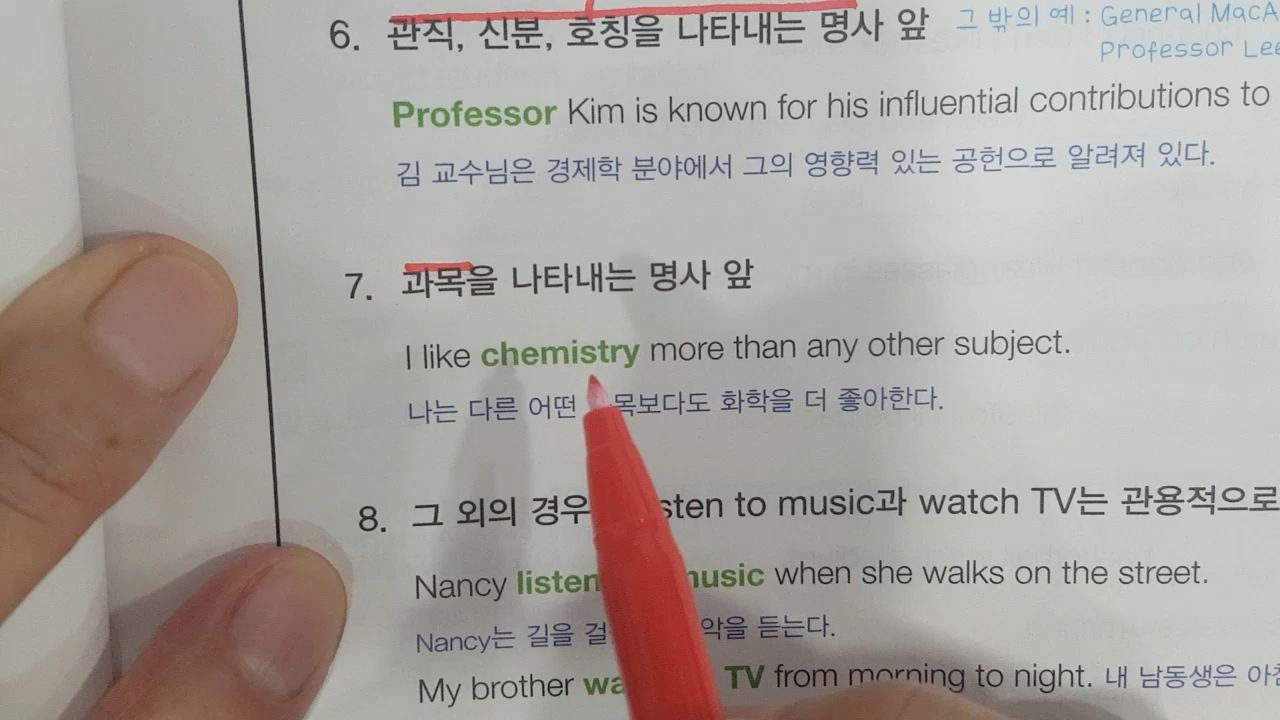 6. 관직, 신분, 호칭을 나타내는 명사 앞 그 밖의 예 : General MacA
Professor Lee
Professor Kim is known for his influential contributions to
김 교수님은 경제학 분야에서 그의 영향력 있는 공헌으로 알려져 있다.
7. 과목을 나타내는 명사 앞
I like chemistry more than any other subject.
나는 다른 어떤 목보다도 화학을 더 좋아한다.
8. 그 외의 경우 sten to music과 watch TV는 관용적으로
Nancy listen music when she walks on the street.
Nancy는 길을 걸 악을 듣는다.
My brother wa TV from morning to night. 내 남동생은 아침